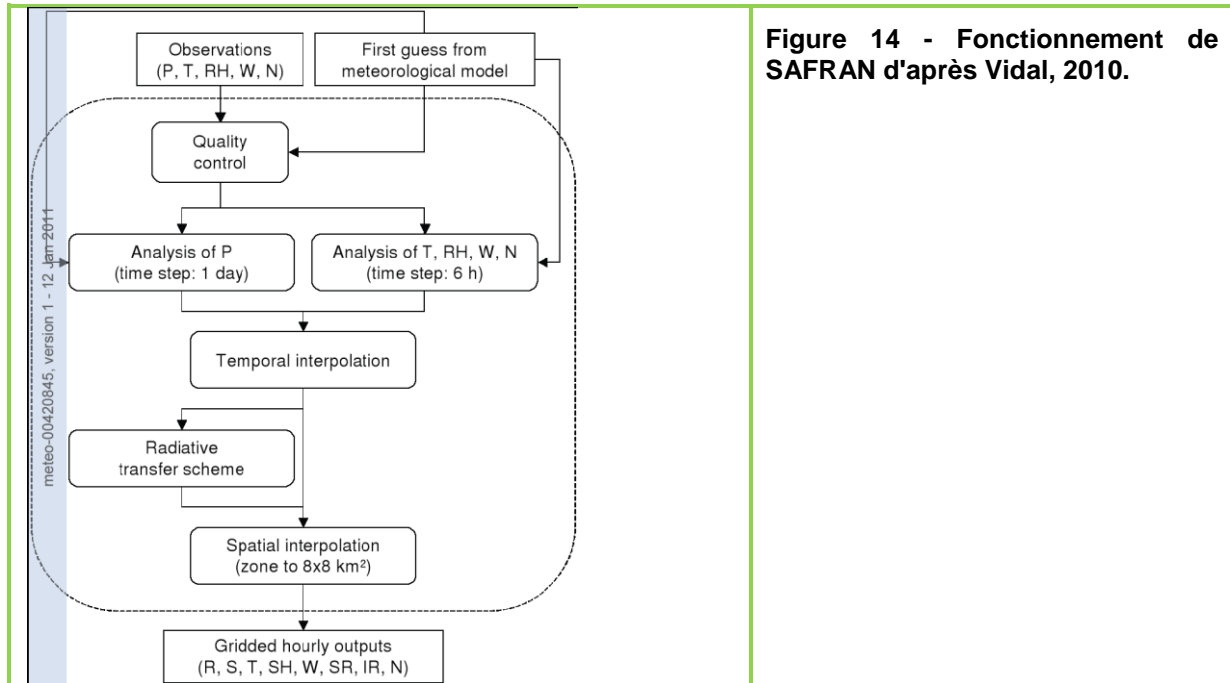 Observations
(P, T, RH, W, N)
First guess from
meteorological model
Quality
control
Analysis of P
(time step: 1 day)
Analysis of T, RH, W, N
(time step: 6 h)
Temporal interpolation
Radiative
transfer scheme
Spatial interpolation
(zone to 8x8 km²)
Gridded hourly outputs
(R, S, T, SH, W, SR, IR, N)
meteo-00420845, version 1 - 12 Jan 2011
Figure 14 - Fonctionnement de
SAFRAN d'après Vidal, 2010.